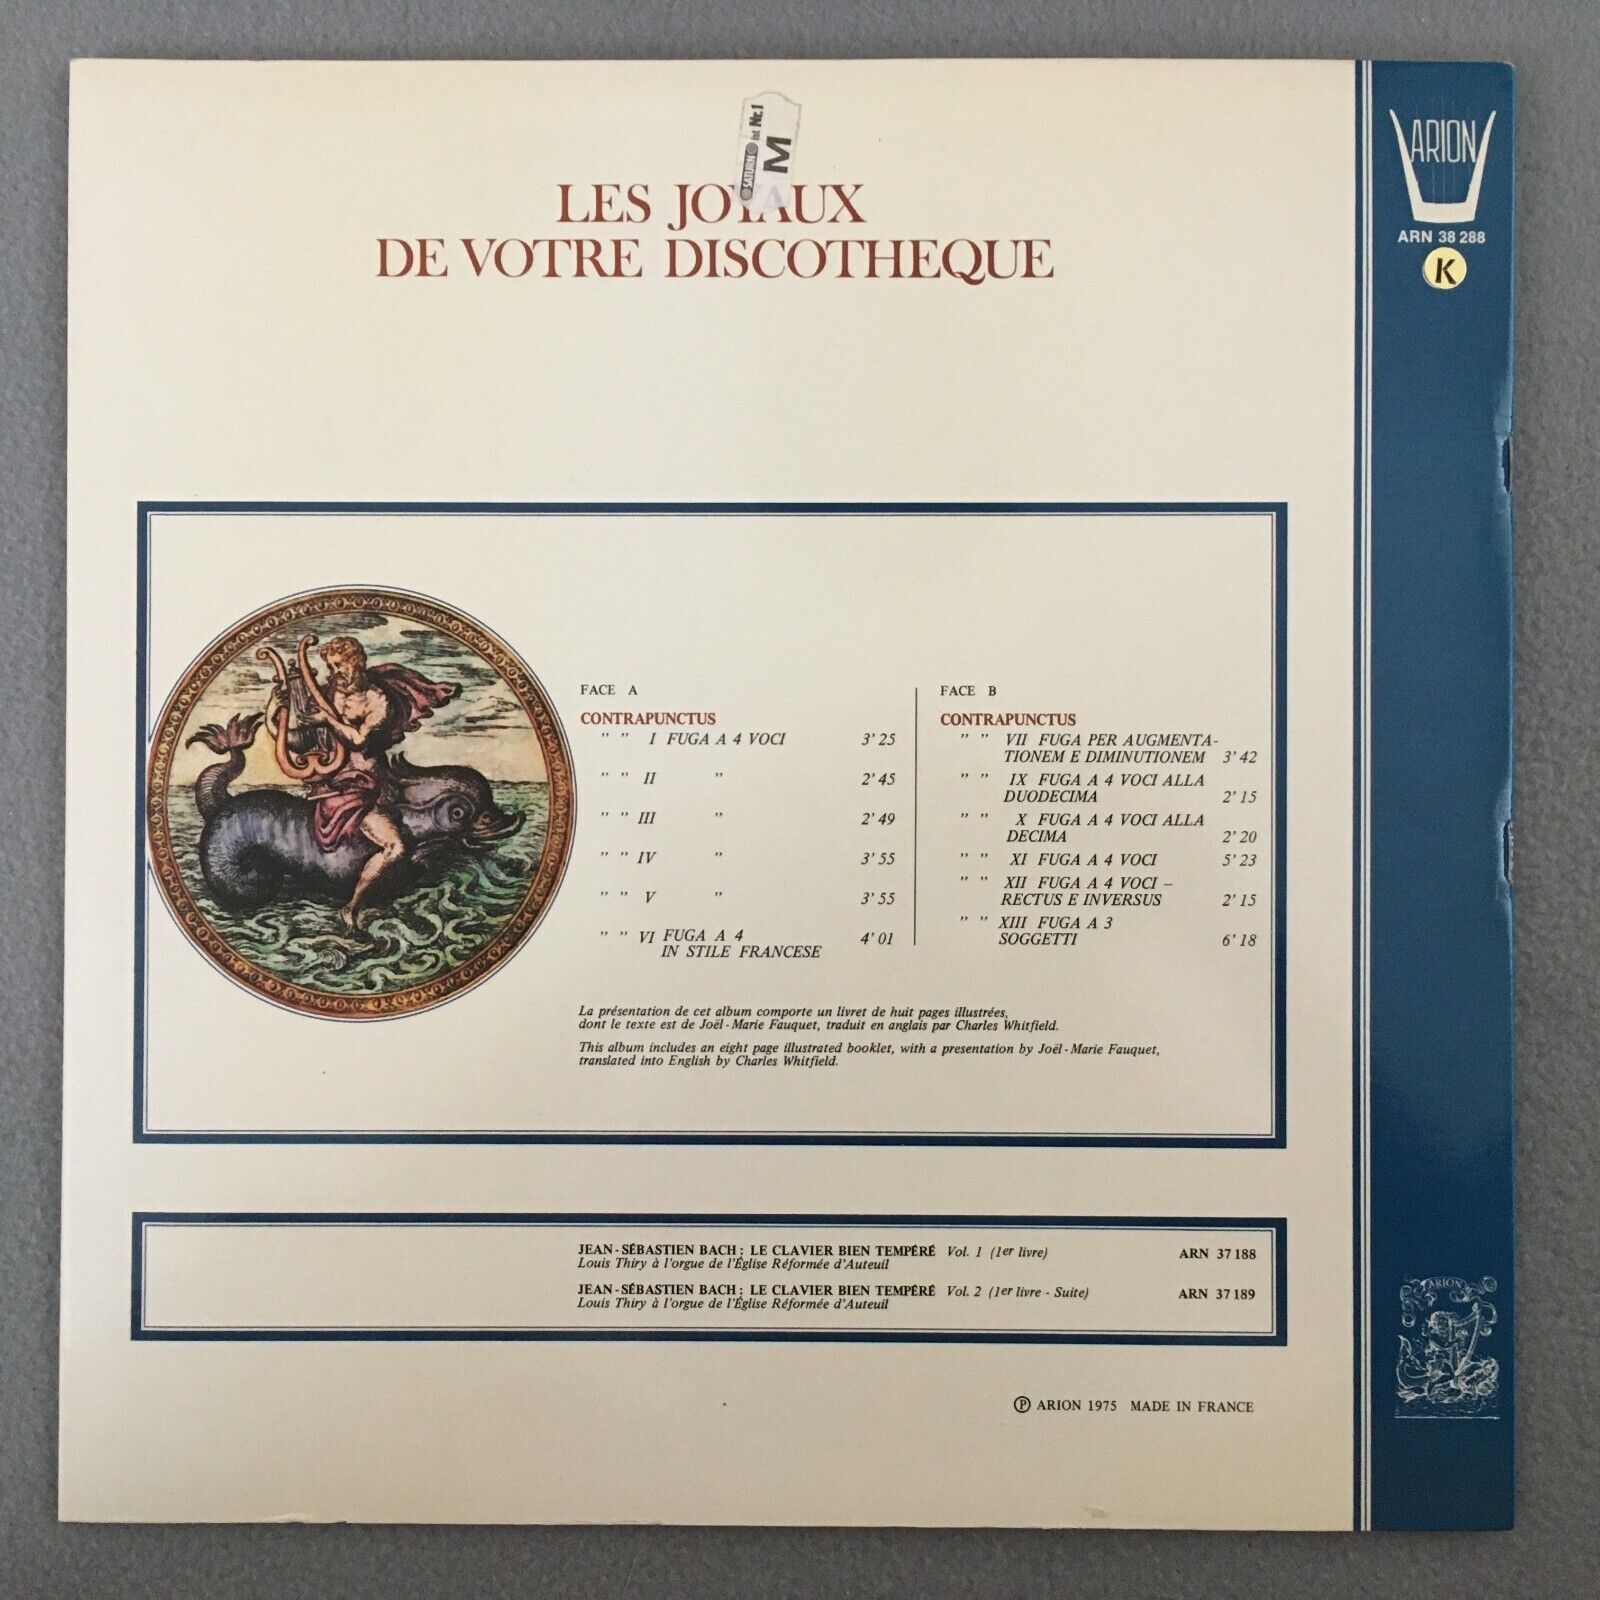 SATURN ist Nr.1
M
LES JOYAUX
DE VOTRE DISCOTHEQUE
ARION
ARN 38 288
K
FACE A
CONTRAPUNCTUS
” ” I FUGA A 4 VOCI 3’ 25
” ” II ” 2’ 45
” ” III ” 2’ 49
” ” IV ” 3’ 55
” ” V ” 3’ 55
” ” VI FUGA A 4 4’ 01
IN STILE FRANCESE
FACE B
CONTRAPUNCTUS
” ” VII FUGA PER AUGMENTA-
TIONEM E DIMINUTIONEM 3’ 42
” ” IX FUGA A 4 VOCI ALLA
DUODECIMA 2’ 15
” ” X FUGA A 4 VOCI ALLA
DECIMA 2’ 20
” ” XI FUGA A 4 VOCI 5’ 23
” ” XII FUGA A 4 VOCI –
RECTUS E INVERSUS 2’ 15
” ” XIII FUGA A 3
SOGGETTI 6’ 18
La présentation de cet album comporte un livret de huit pages illustrées,
dont le texte est de Joël-Marie Fauquet, traduit en anglais par Charles Whitfield.
This album includes an eight page illustrated booklet, with a presentation by Joël-Marie Fauquet,
translated into English by Charles Whitfield.
JEAN-SÉBASTIEN BACH : LE CLAVIER BIEN TEMPÉRÉ Vol. 1 (1er livre) ARN 37 188
Louis Thiry à l’orgue de l’Église Réformée d’Auteuil
JEAN-SÉBASTIEN BACH : LE CLAVIER BIEN TEMPÉRÉ Vol. 2 (1er livre - Suite) ARN 37 189
Louis Thiry à l’orgue de l’Église Réformée d’Auteuil
ARION
Ⓟ ARION 1975 MADE IN FRANCE